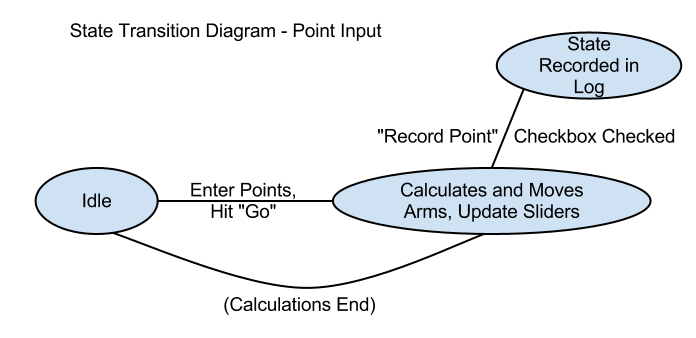 State Transition Diagram - Point Input
State
Recorded in
Log
"Record Point"
Checkbox Checked
Idle
Enter Points,
Hit "Go"
Calculates and Moves
Arms, Update Sliders
(Calculations End)